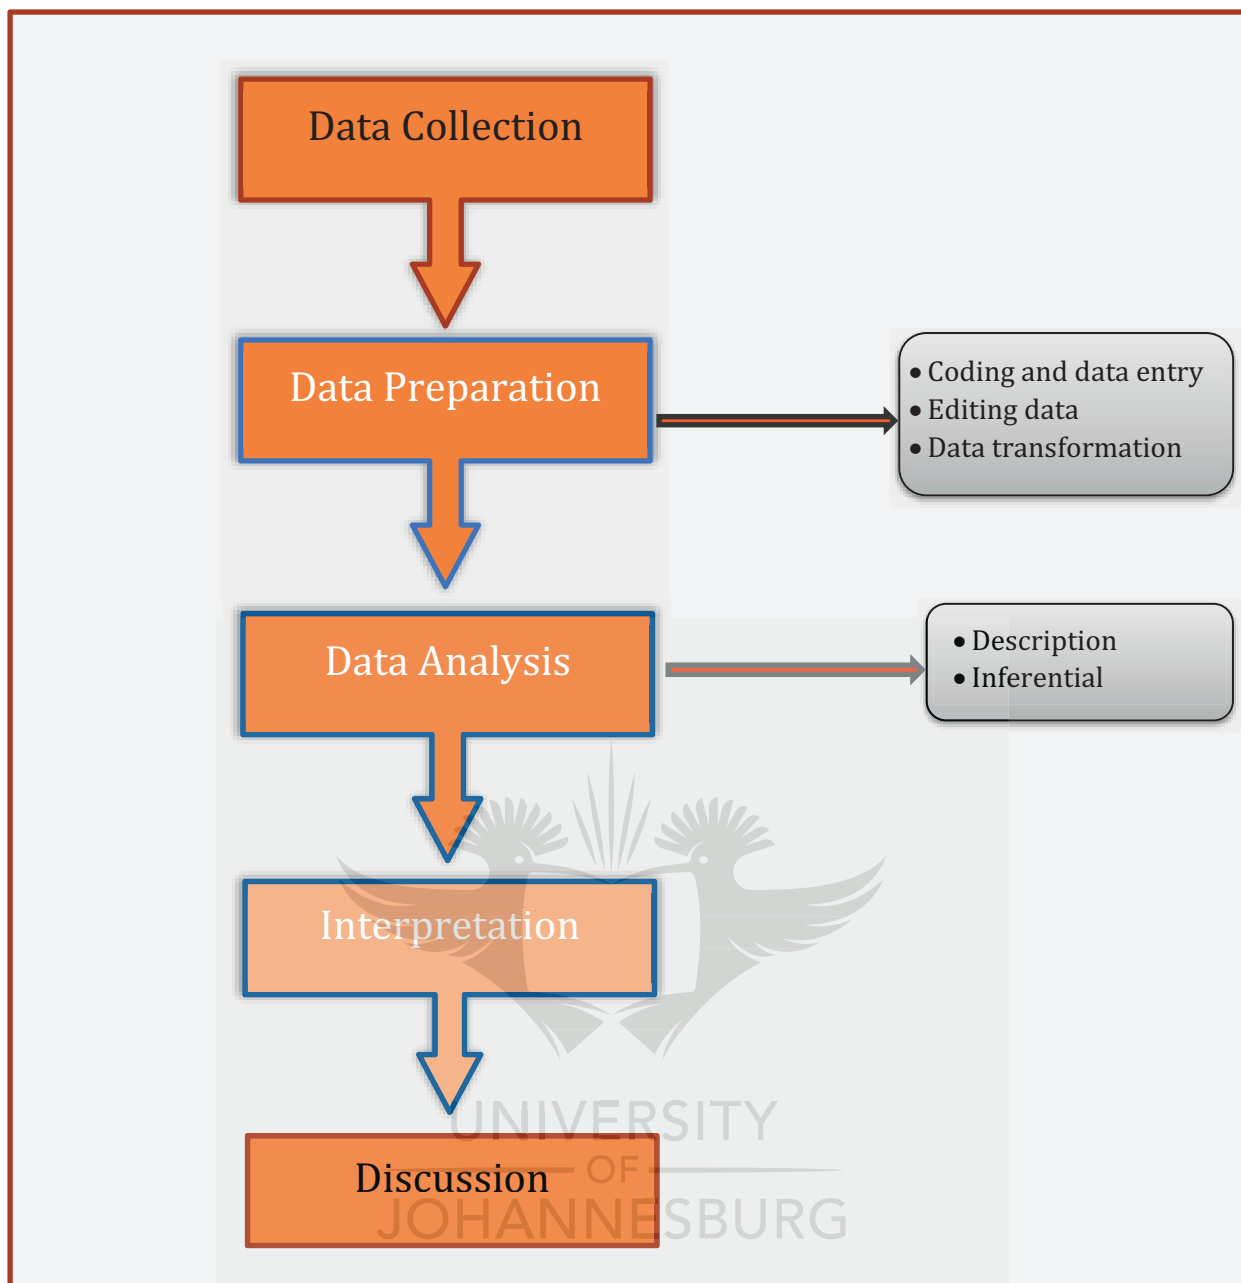 Data Collection
Data Preparation
• Coding and data entry
• Editing data
• Data transformation
Data Analysis
• Description
• Inferential
Interpretation
UNIVERSITY
OF
JOHANNESBURG
Discussion